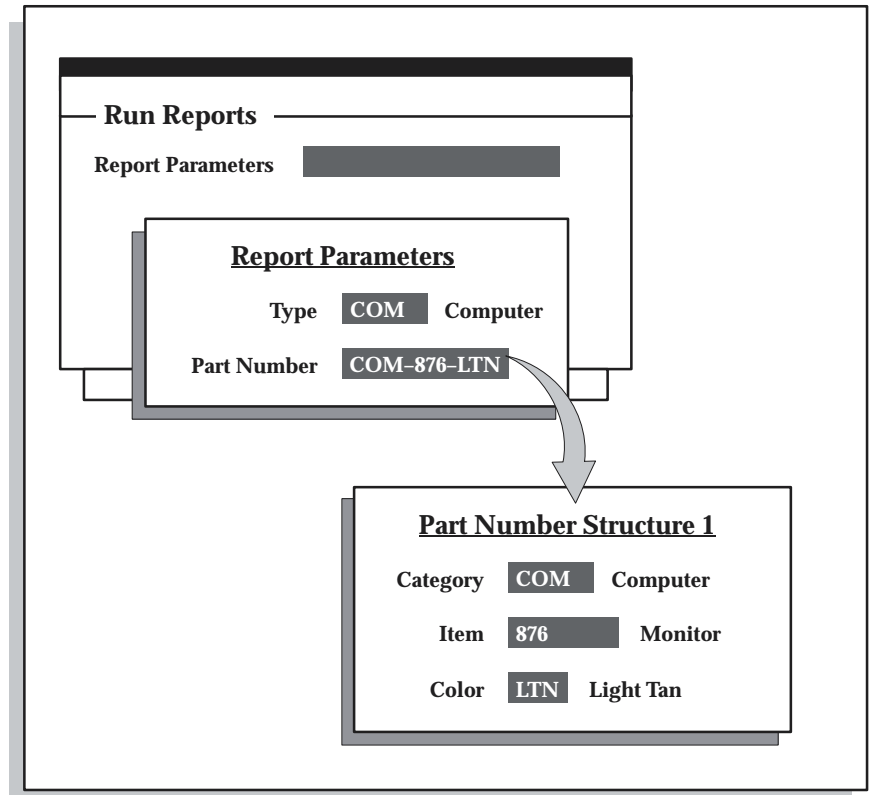 Run Reports
Report Parameters
Report Parameters
Type COM Computer
Part Number COM–876–LTN
Part Number Structure 1
Category COM Computer
Item 876 Monitor
Color LTN Light Tan